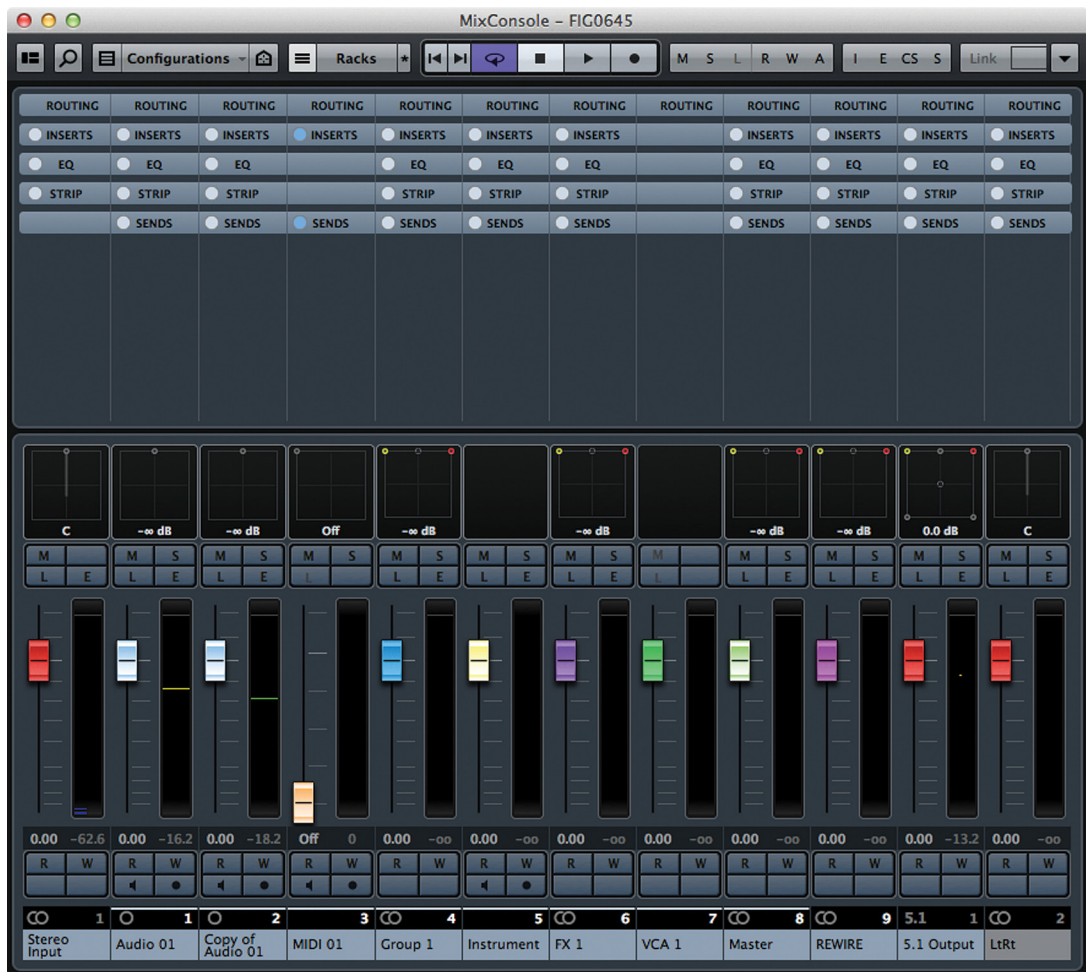 MixConsole – FIG0645
Configurations Racks * M S L R W A I E CS S Link
ROUTING ROUTING ROUTING ROUTING ROUTING ROUTING ROUTING ROUTING ROUTING ROUTING ROUTING ROUTING
INSERTS INSERTS INSERTS INSERTS INSERTS INSERTS INSERTS INSERTS INSERTS INSERTS INSERTS
EQ EQ EQ EQ EQ EQ EQ EQ EQ EQ
STRIP STRIP STRIP STRIP STRIP STRIP STRIP STRIP STRIP STRIP
SENDS SENDS SENDS SENDS SENDS SENDS SENDS SENDS SENDS SENDS
C -∞ dB -∞ dB Off -∞ dB -∞ dB -∞ dB -∞ dB 0.0 dB C
M M S M S M S M S M S M S M M S M S M S M S
L E L E L E L L E L E L E L L E L E L E L E
0.00 -62.6 0.00 -16.2 0.00 -18.2 Off 0 0.00 -oo 0.00 -oo 0.00 -oo 0.00 -oo 0.00 -oo 0.00 -oo 0.00 -13.2 0.00 -oo
R W R W R W R W R W R W R W R W R W R W R W R W
1 1 2 3 4 5 6 7 8 9 5.1 1 2
Stereo Input Audio 01 Copy of Audio 01 MIDI 01 Group 1 Instrument FX 1 VCA 1 Master REWIRE 5.1 Output LtRt